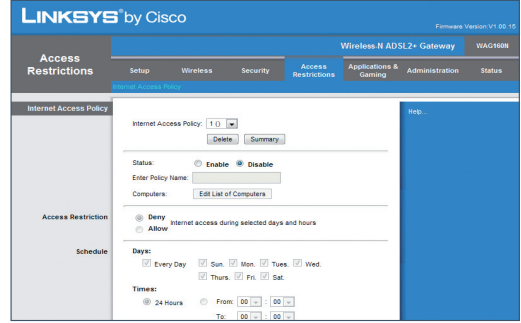 LINKSYS® by Cisco
Firmware Version:V1.00.15
Wireless-N ADSL2+ Gateway WAG160N
Access Restrictions
Setup Wireless Security Access Restrictions Applications & Gaming Administration Status
Internet Access Policy
Internet Access Policy
Help...
Internet Access Policy: 1 ()
Delete Summary
Status: Enable Disable
Enter Policy Name:
Computers: Edit List of Computers
Access Restriction
Deny
Internet access during selected days and hours
Allow
Schedule
Days:
Every Day Sun. Mon. Tues. Wed.
Thurs. Fri. Sat.
Times:
24 Hours From: 00 : 00
To: 00 : 00